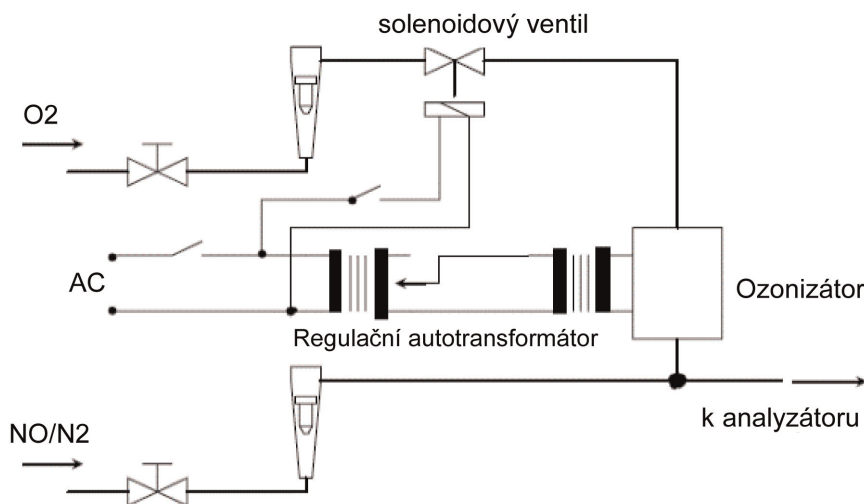 solenoidový ventil
O2
AC
Ozonizátor
Regulační autotransformátor
k analyzátoru
NO/N2